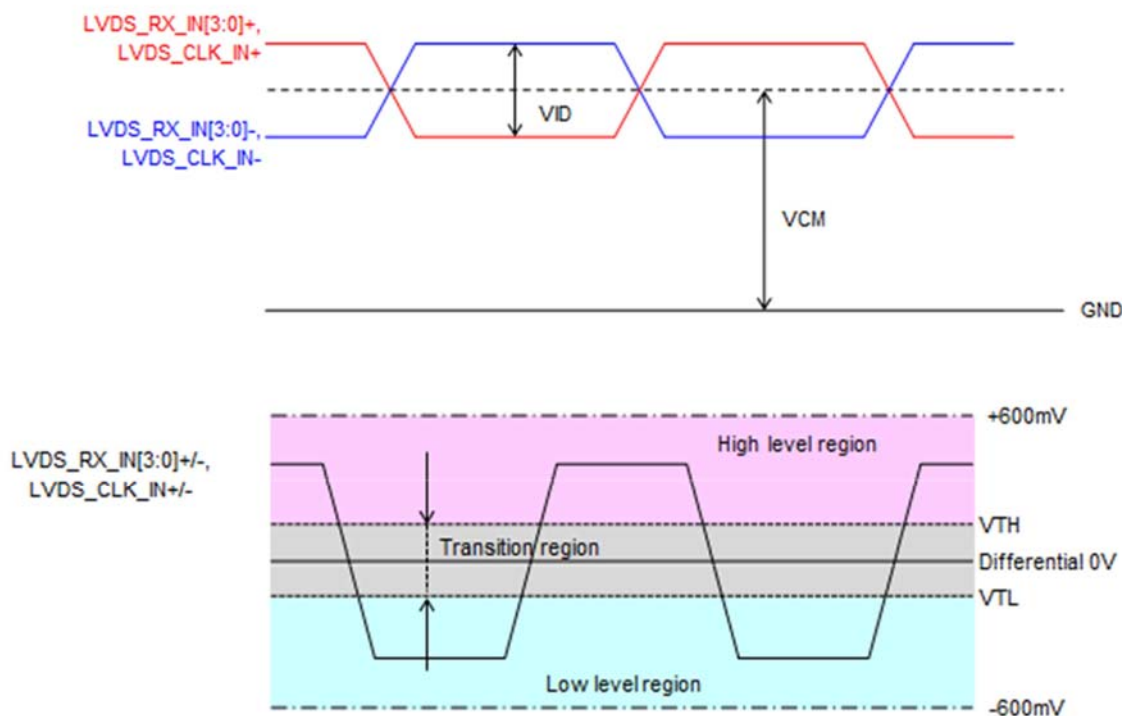 LVDS_RX_IN[3:0]+,
LVDS_CLK_IN+
VID
LVDS_RX_IN[3:0]-,
LVDS_CLK_IN-
VCM
GND
+600mV
High level region
LVDS_RX_IN[3:0]+/-,
LVDS_CLK_IN+/-
VTH
Transition region
Differential 0V
VTL
Low level region
-600mV